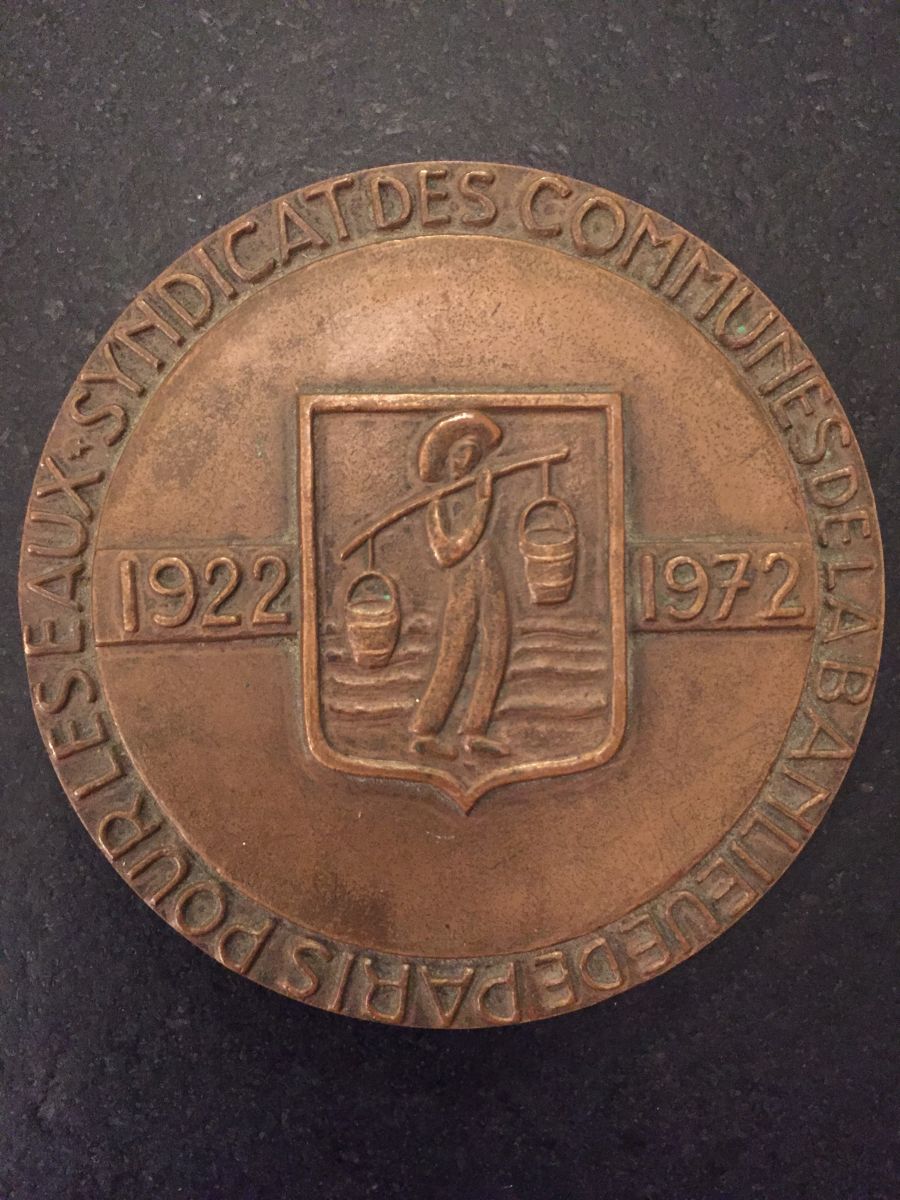 SYNDICAT DES COMMUNES DE LA BANLIEUE DE PARIS POUR LES EAUX
1922 1972